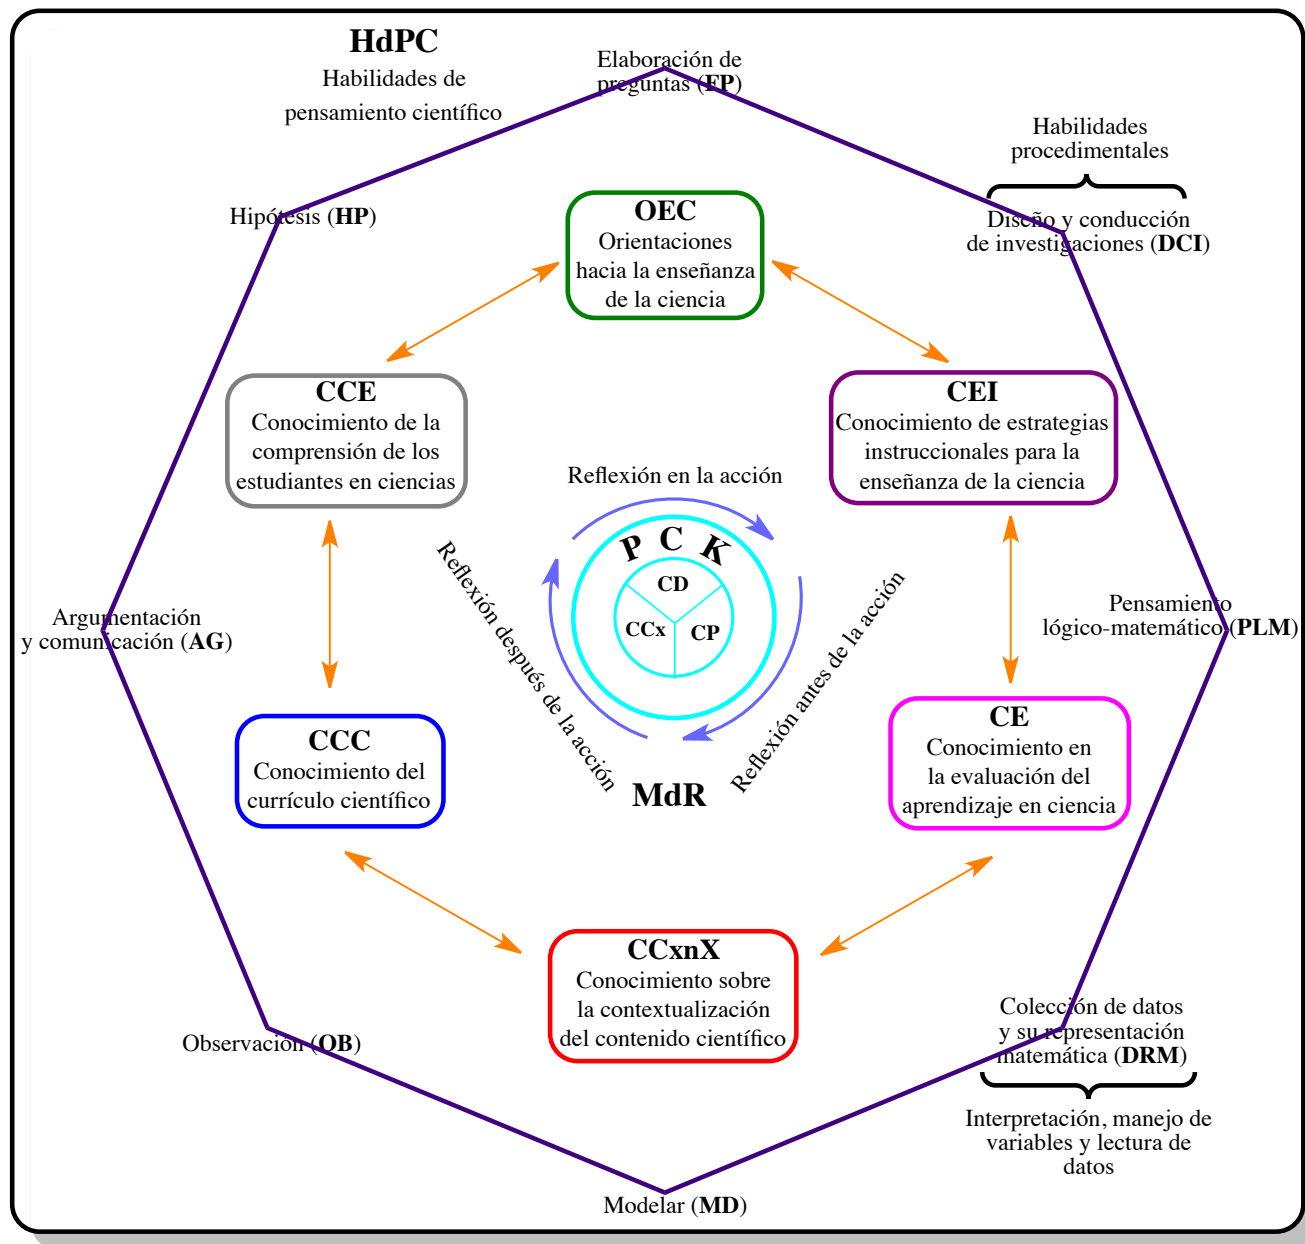 HdPC
Habilidades de
pensamiento científico
Elaboración de
preguntas (EP)
Habilidades
procedimentales
Diseño y conducción
de investigaciones (DCI)
Hipótesis (HP)
OEC
Orientaciones
hacia la enseñanza
de la ciencia
CCE
Conocimiento de la
comprensión de los
estudiantes en ciencias
CEI
Conocimiento de estrategias
instruccionales para la
enseñanza de la ciencia
Reflexión en la acción
P C K
CD
CCx
CP
Reflexión después de la acción
Reflexión antes de la acción
MdR
Argumentación
y comunicación (AG)
Pensamiento
lógico-matemático (PLM)
CCC
Conocimiento del
currículo científico
CE
Conocimiento en
la evaluación del
aprendizaje en ciencia
CCxnX
Conocimiento sobre
la contextualización
del contenido científico
Observación (OB)
Colección de datos
y su representación
matemática (DRM)
Interpretación, manejo de
variables y lectura de
datos
Modelar (MD)